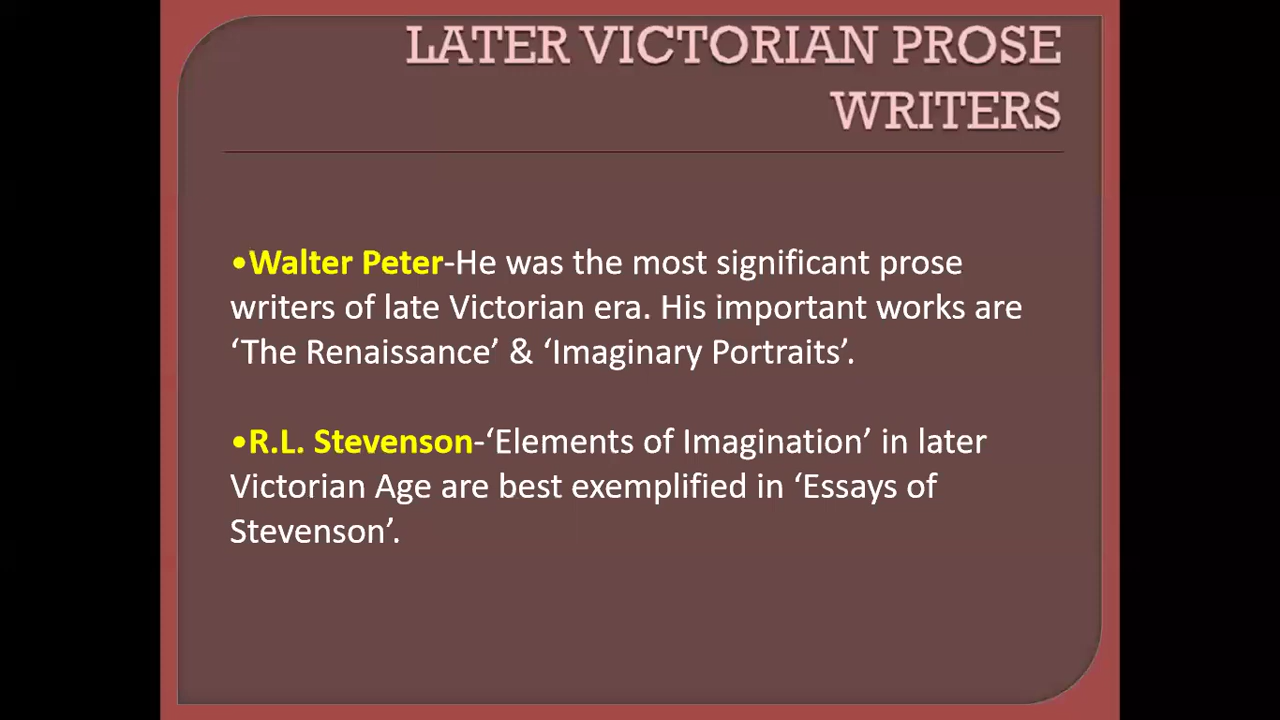 LATER VICTORIAN PROSE
WRITERS
•Walter Peter-He was the most significant prose
writers of late Victorian era. His important works are
‘The Renaissance’ & ‘Imaginary Portraits’.
•R.L. Stevenson-‘Elements of Imagination’ in later
Victorian Age are best exemplified in ‘Essays of
Stevenson’.